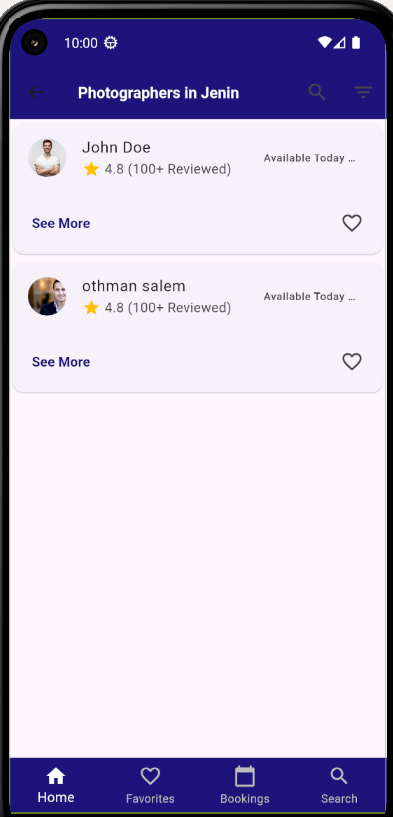 10:00
Photographers in Jenin
John Doe
4.8 (100+ Reviewed)
Available Today ...
See More
othman salem
4.8 (100+ Reviewed)
Available Today ...
See More
Home
Favorites
Bookings
Search